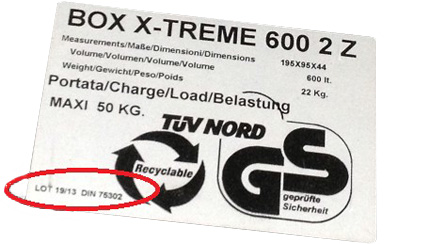 BOX X-TREME 600 2 Z
Measurements/Maße/Dimensioni/Dimensions 195X95X44
Volume/Volumen/Volume/Volume 600 lt.
Weight/Gewicht/Peso/Poids 22 Kg.
Portata/Charge/Load/Belastung
MAXI 50 KG.
TÜV NORD
Recyclable
GS
geprüfte
Sicherheit
LOT 19/13 DIN 75302